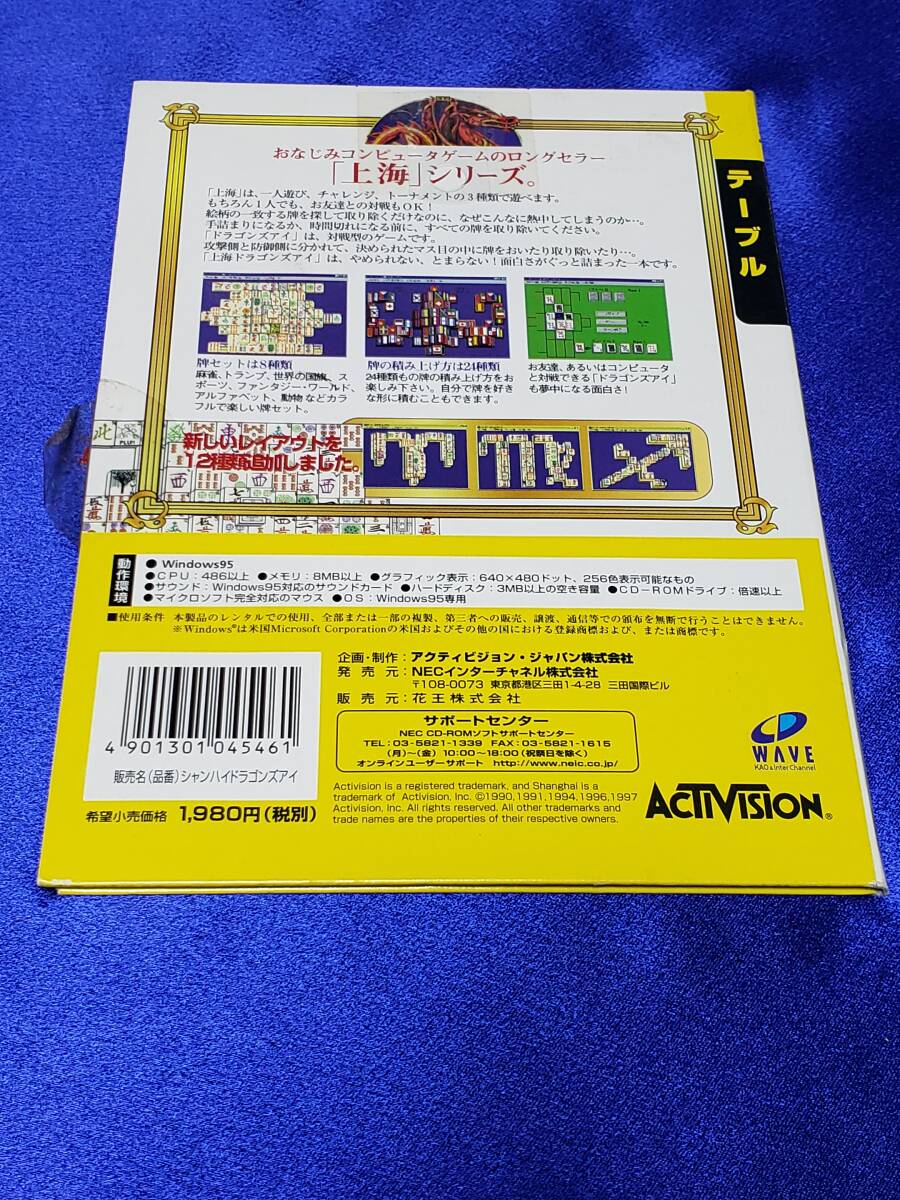 おなじみコンピュータゲームのロングセラー
「上海」シリーズ。
「上海」は、一人遊び、チャレンジ、トーナメントの3種類で遊べます。
もちろん1人でも、お友達との対戦もOK!
絵柄の一致する牌を探して取り除くだけなのに、なぜこんなに熱中してしまうのか…。
手詰まりになるか、時間切れになる前に、すべての牌を取り除いてください。
「ドラゴンズアイ」は、対戦型のゲームです。
攻撃側と防御側に分かれて、決められたマス目の中に牌をおいたり取り除いたり…。
「上海ドラゴンズアイ」は、やめられない、とまらない!面白さがぐっと詰まった一本です。
テーブル
牌セットは8種類
麻雀、トランプ、世界の国旗、ス
ポーツ、ファンタジー・ワールド、
アルファベット、動物などカラ
フルで楽しい牌セット。
牌の積み上げ方は24種類
24種類もの牌の積み上げ方をお
楽しみ下さい。自分で牌を好き
な形に積むこともできます。
お友達、あるいはコンピュータ
と対戦できる「ドラゴンズアイ」
も夢中になる面白さ!
新しいレイアウトを
12種類追加しました。
動作環境
● Windows95
●CPU:486以上 ●メモリ:8MB以上 ●グラフィック表示:640×480ドット、256色表示可能なもの
●サウンド:Windows95対応のサウンドカード ●ハードディスク:3MB以上の空き容量 ●CD-ROMドライブ:倍速以上
●マイクロソフト完全対応のマウス ●OS:Windows95専用
■使用条件 本製品のレンタルでの使用、全部または一部の複製、第三者への販売、譲渡、通信等での頒布を無断で行うことはできません。
※Windows®は米国Microsoft Corporationの米国およびその他の国における登録商標および、または商標です。
企画・制作:アクティビジョン・ジャパン株式会社
発売元:NECインターチャネル株式会社
〒108-0073 東京都港区三田1-4-28 三田国際ビル
販売元:花王株式会社
サポートセンター
NEC CD-ROMソフトサポートセンター
TEL:03-5821-1339 FAX:03-5821-1615
(月)~(金) 10:00~18:00(祝祭日を除く)
オンラインユーザーサポート http://www.neic.co.jp/
4 901301 045461
販売名(品番)シャンハイドラゴンズアイ
希望小売価格 1,980円(税別)
Activision is a registered trademark, and Shanghai is a
trademark of Activision, Inc. ©1990,1991,1994,1996,1997
Activision, Inc. All rights reserved. All other trademarks and
trade names are the properties of their respective owners.
WAVE
KAO & Inter Channel
ACTIVISION®